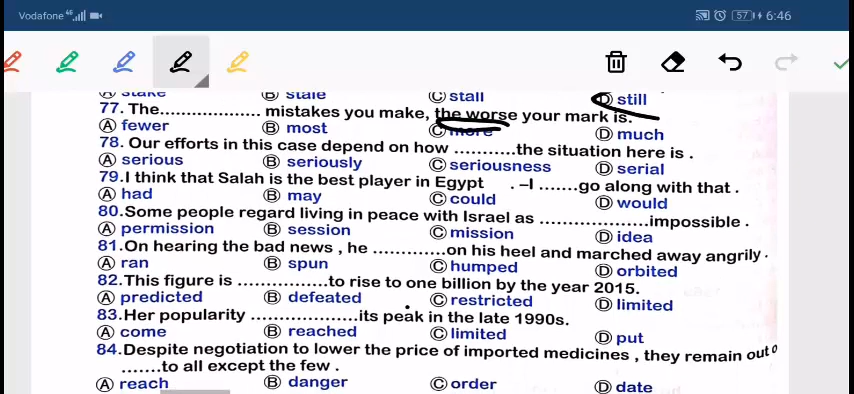 Vodafone 4G 57 6:46
A stake B stale C stall D still
77. The................... mistakes you make, the worse your mark is.
A fewer B most C more D much
78. Our efforts in this case depend on how ..........the situation here is .
A serious B seriously C seriousness D serial
79.I think that Salah is the best player in Egypt . –I .......go along with that .
A had B may C could D would
80.Some people regard living in peace with Israel as ....................impossible .
A permission B session C mission D idea
81.On hearing the bad news , he .............on his heel and marched away angrily.
A ran B spun C humped D orbited
82.This figure is .................to rise to one billion by the year 2015.
A predicted B defeated C restricted D limited
83.Her popularity ...................its peak in the late 1990s.
A come B reached C limited D put
84.Despite negotiation to lower the price of imported medicines , they remain out o
.......to all except the few .
A reach B danger C order D date